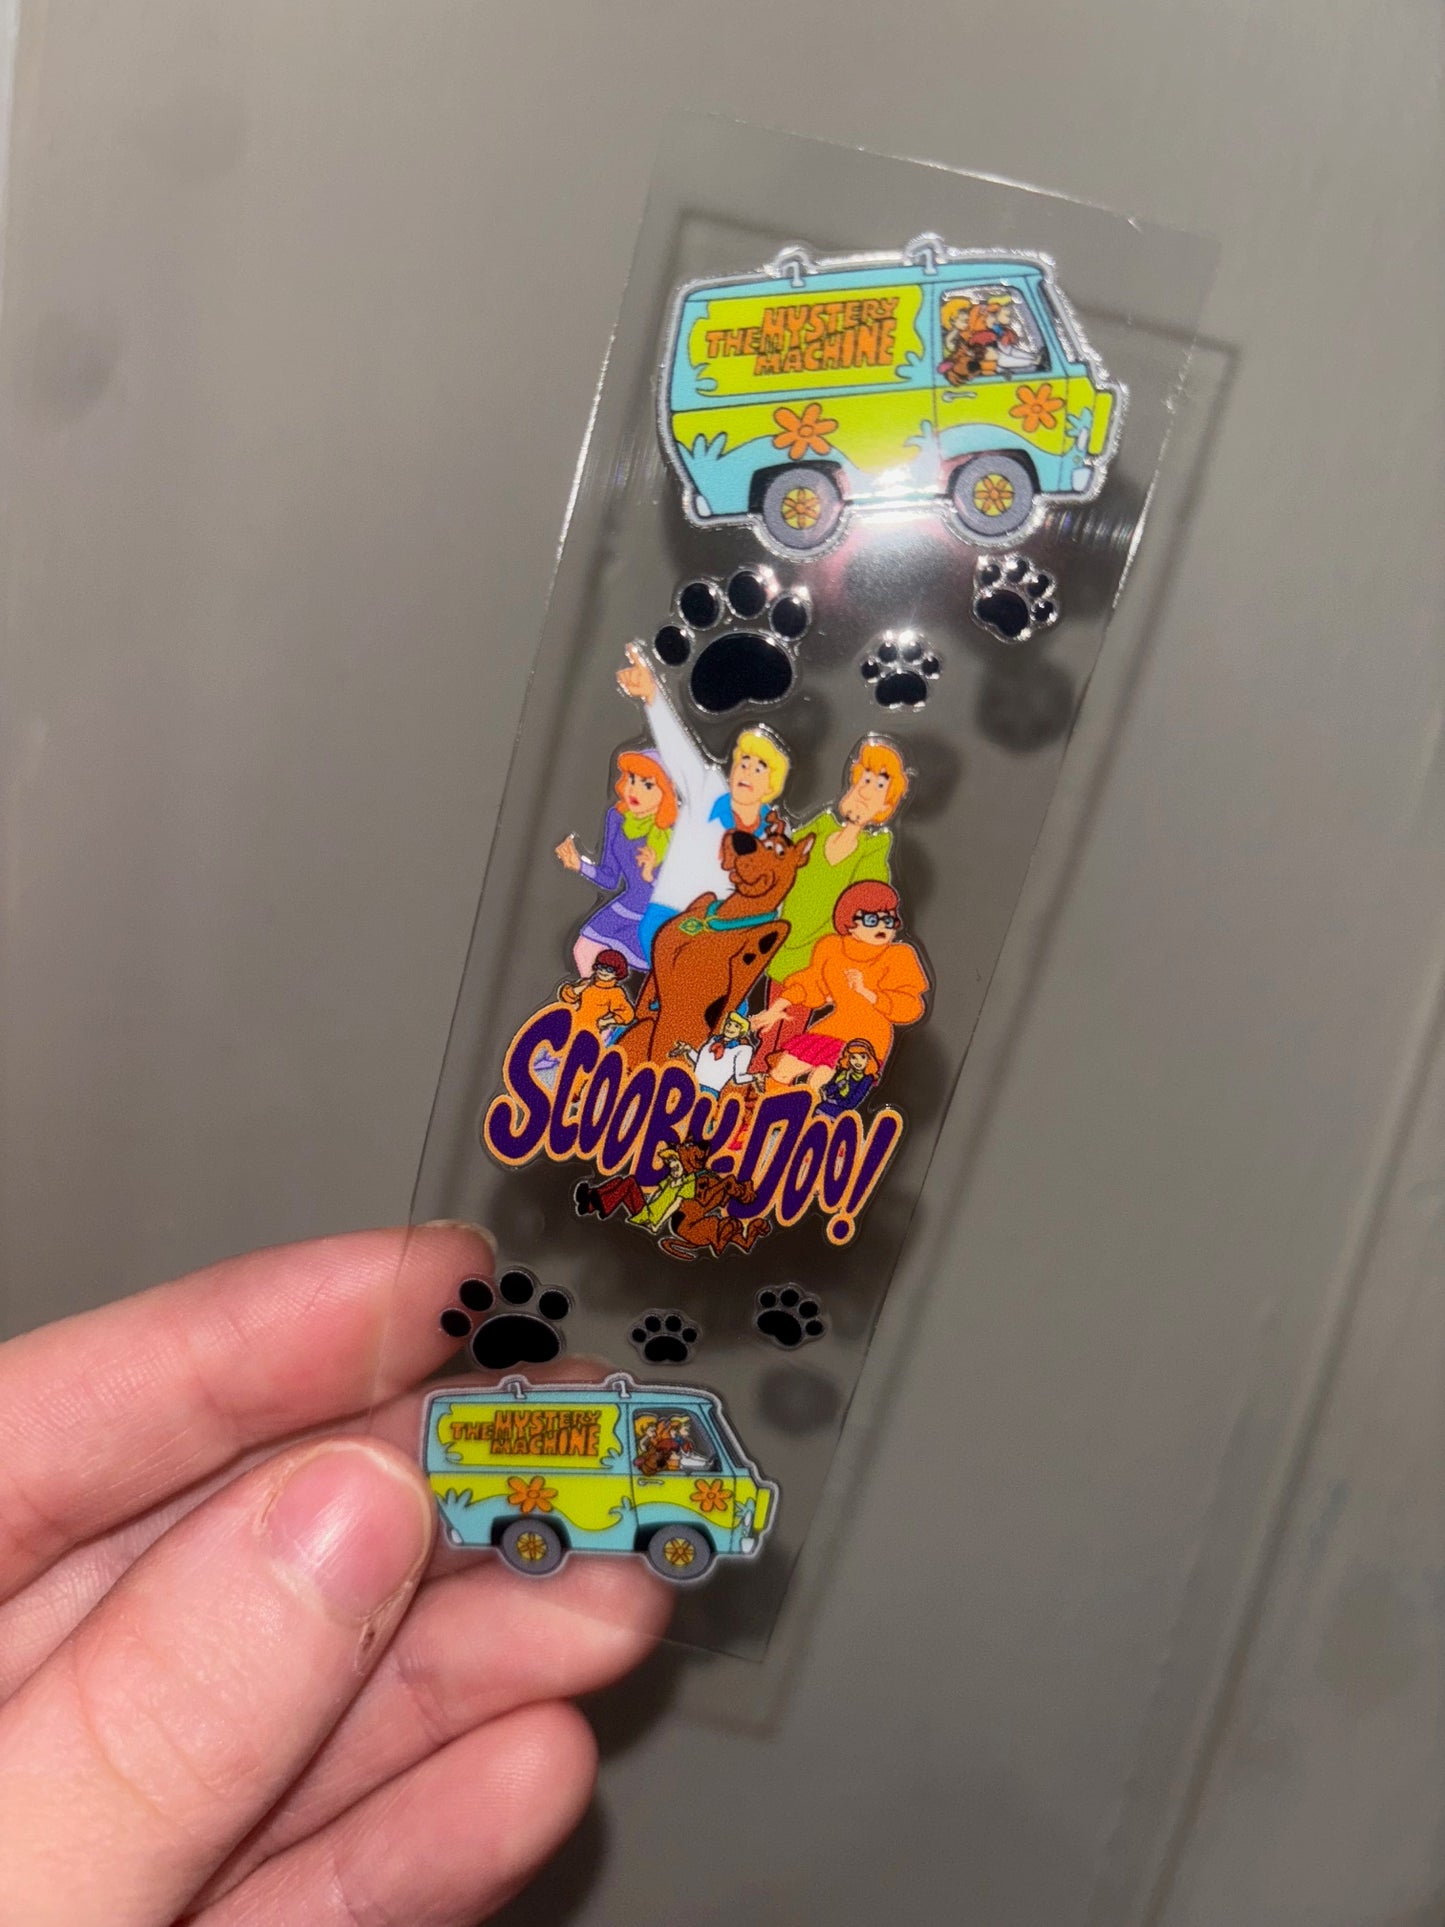 THE MYSTERY
MACHINE
SCOOBY-DOO!
THE MYSTERY
MACHINE